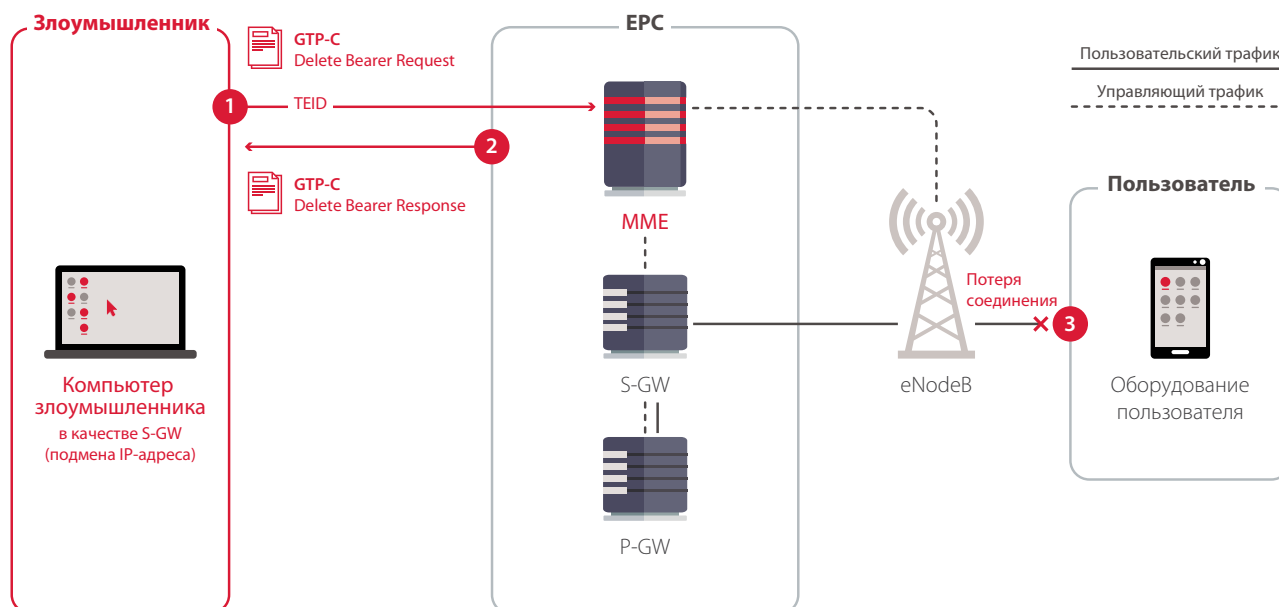 Злоумышленник
GTP-C
Delete Bearer Request
1
TEID
2
GTP-C
Delete Bearer Response
Компьютер
злоумышленника
в качестве S-GW
(подмена IP-адреса)
EPC
MME
S-GW
P-GW
eNodeB
Потеря
соединения
3
Пользовательский трафик
Управляющий трафик
Пользователь
Оборудование
пользователя